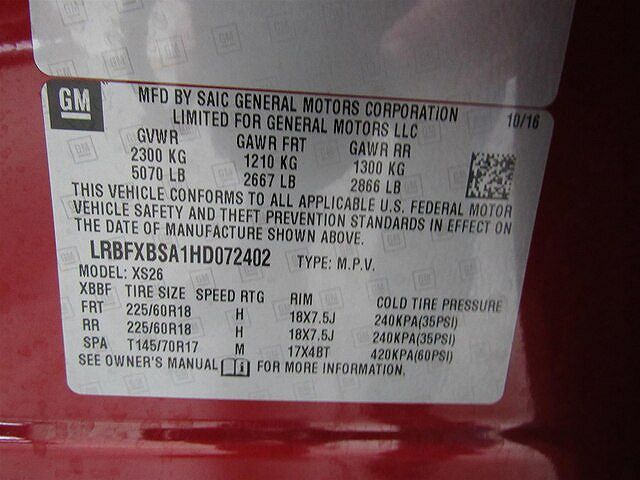 GM
MFD BY SAIC GENERAL MOTORS CORPORATION
LIMITED FOR GENERAL MOTORS LLC
10/16
GVWR GAWR FRT GAWR RR
2300 KG 1210 KG 1300 KG
5070 LB 2667 LB 2866 LB
THIS VEHICLE CONFORMS TO ALL APPLICABLE U.S. FEDERAL MOTOR
VEHICLE SAFETY AND THEFT PREVENTION STANDARDS IN EFFECT ON
THE DATE OF MANUFACTURE SHOWN ABOVE.
LRBFXBSA1HD072402 TYPE: M.P.V.
MODEL: XS26
XBBF TIRE SIZE SPEED RTG RIM COLD TIRE PRESSURE
FRT 225/60R18 H 18X7.5J 240KPA(35PSI)
RR 225/60R18 H 18X7.5J 240KPA(35PSI)
SPA T145/70R17 M 17X4BT 420KPA(60PSI)
SEE OWNER'S MANUAL FOR MORE INFORMATION.